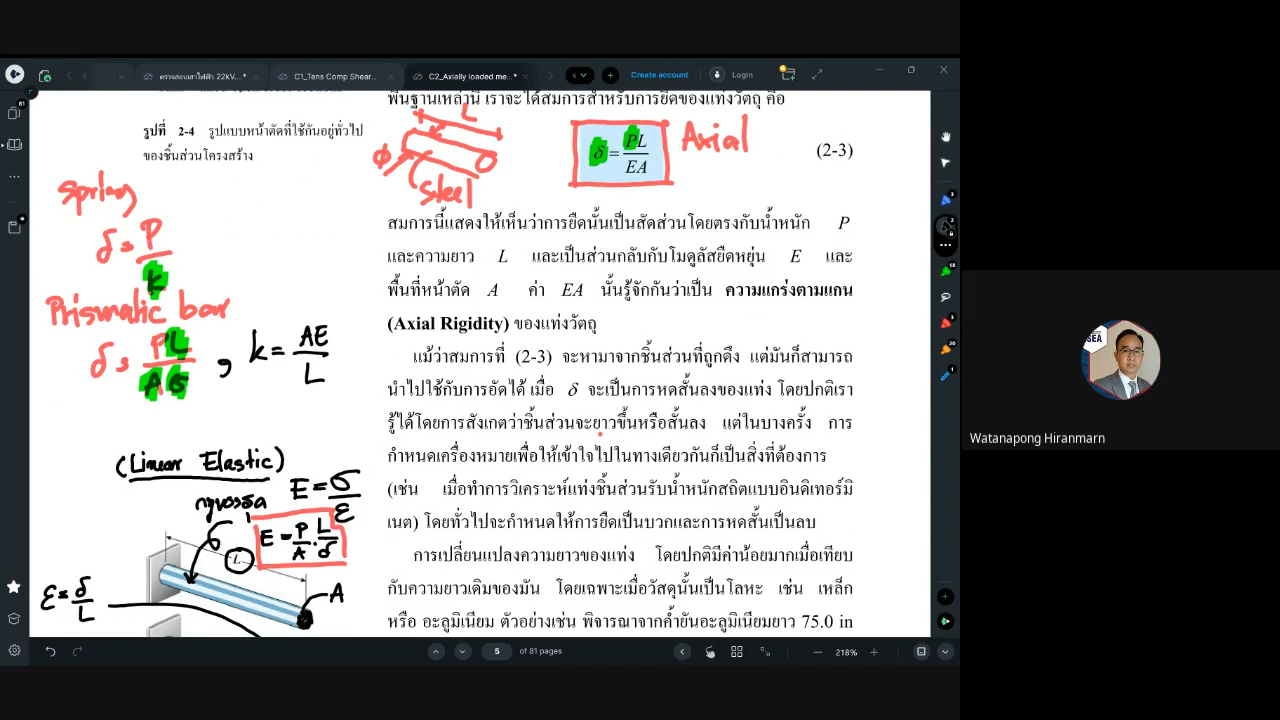 ตรวจสอบเสาไฟฟ้า 22kV...*
C1_Tens Comp Shear...
C2_Axially loaded me...*
6
Create account
Login
81
พื้นฐานเหล่านี้ เราจะได้สมการสำหรับการยืดของแท่งวัตถุ คือ
รูปที่ 2-4 รูปแบบหน้าตัดที่ใช้กันอยู่ทั่วไป
ของชิ้นส่วนโครงสร้าง
L
Φ
Steel
δ = PL / EA
Axial
(2-3)
Spring
δ = P / k
Prismatic bar
δ = PL / AE , k = AE / L
สมการนี้แสดงให้เห็นว่าการยืดนั้นเป็นสัดส่วนโดยตรงกับน้ำหนัก P
และความยาว L และเป็นส่วนกลับกับโมดูลัสยืดหยุ่น E และ
พื้นที่หน้าตัด A ค่า EA นั้นรู้จักกันว่าเป็น ความแกร่งตามแกน
(Axial Rigidity) ของแท่งวัตถุ
แม้ว่าสมการที่ (2-3) จะหามาจากชิ้นส่วนที่ถูกดึง แต่มันก็สามารถ
นำไปใช้กับการอัดได้ เมื่อ δ จะเป็นการหดสั้นลงของแท่ง โดยปกติเรา
รู้ได้โดยการสังเกตว่าชิ้นส่วนจะยาวขึ้นหรือสั้นลง แต่ในบางครั้ง การ
กำหนดเครื่องหมายเพื่อให้เข้าใจไปในทางเดียวกันก็เป็นสิ่งที่ต้องการ
(เช่น เมื่อทำการวิเคราะห์แท่งชิ้นส่วนรับน้ำหนักสถิตแบบอินดิเทอร์มิ
เนต) โดยทั่วไปจะกำหนดให้การยืดเป็นบวกและการหดสั้นเป็นลบ
การเปลี่ยนแปลงความยาวของแท่ง โดยปกติมีค่าน้อยมากเมื่อเทียบ
กับความยาวเดิมของมัน โดยเฉพาะเมื่อวัสดุนั้นเป็นโลหะ เช่น เหล็ก
หรือ อะลูมิเนียม ตัวอย่างเช่น พิจารณาจากค้ำยันอะลูมิเนียมยาว 75.0 in
(Linear Elastic)
E = σ / ε
E = P / A · L / δ
L
A
ε = δ / L
5 of 81 pages
218%
SEA
Watanapong Hiranmarn